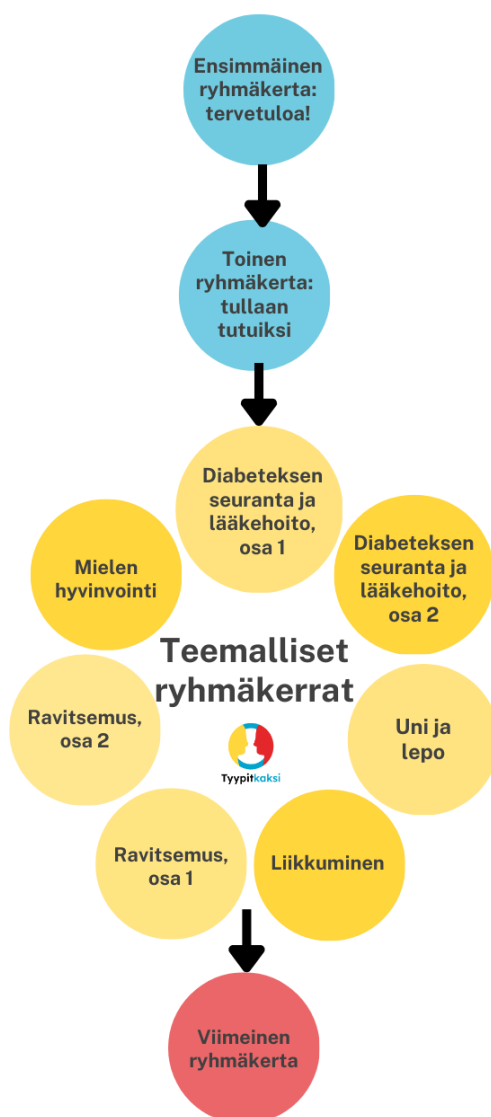 Ensimmäinen
ryhmäkerta:
tervetuloa!
Toinen
ryhmäkerta:
tullaan
tutuiksi
Diabeteksen
seuranta ja
lääkehoito,
osa 1
Diabeteksen
seuranta ja
lääkehoito,
osa 2
Uni ja
lepo
Liikkuminen
Ravitsemus,
osa 1
Ravitsemus,
osa 2
Mielen
hyvinvointi
Teemalliset
ryhmäkerrat
Tyypitkaksi
Viimeinen
ryhmäkerta